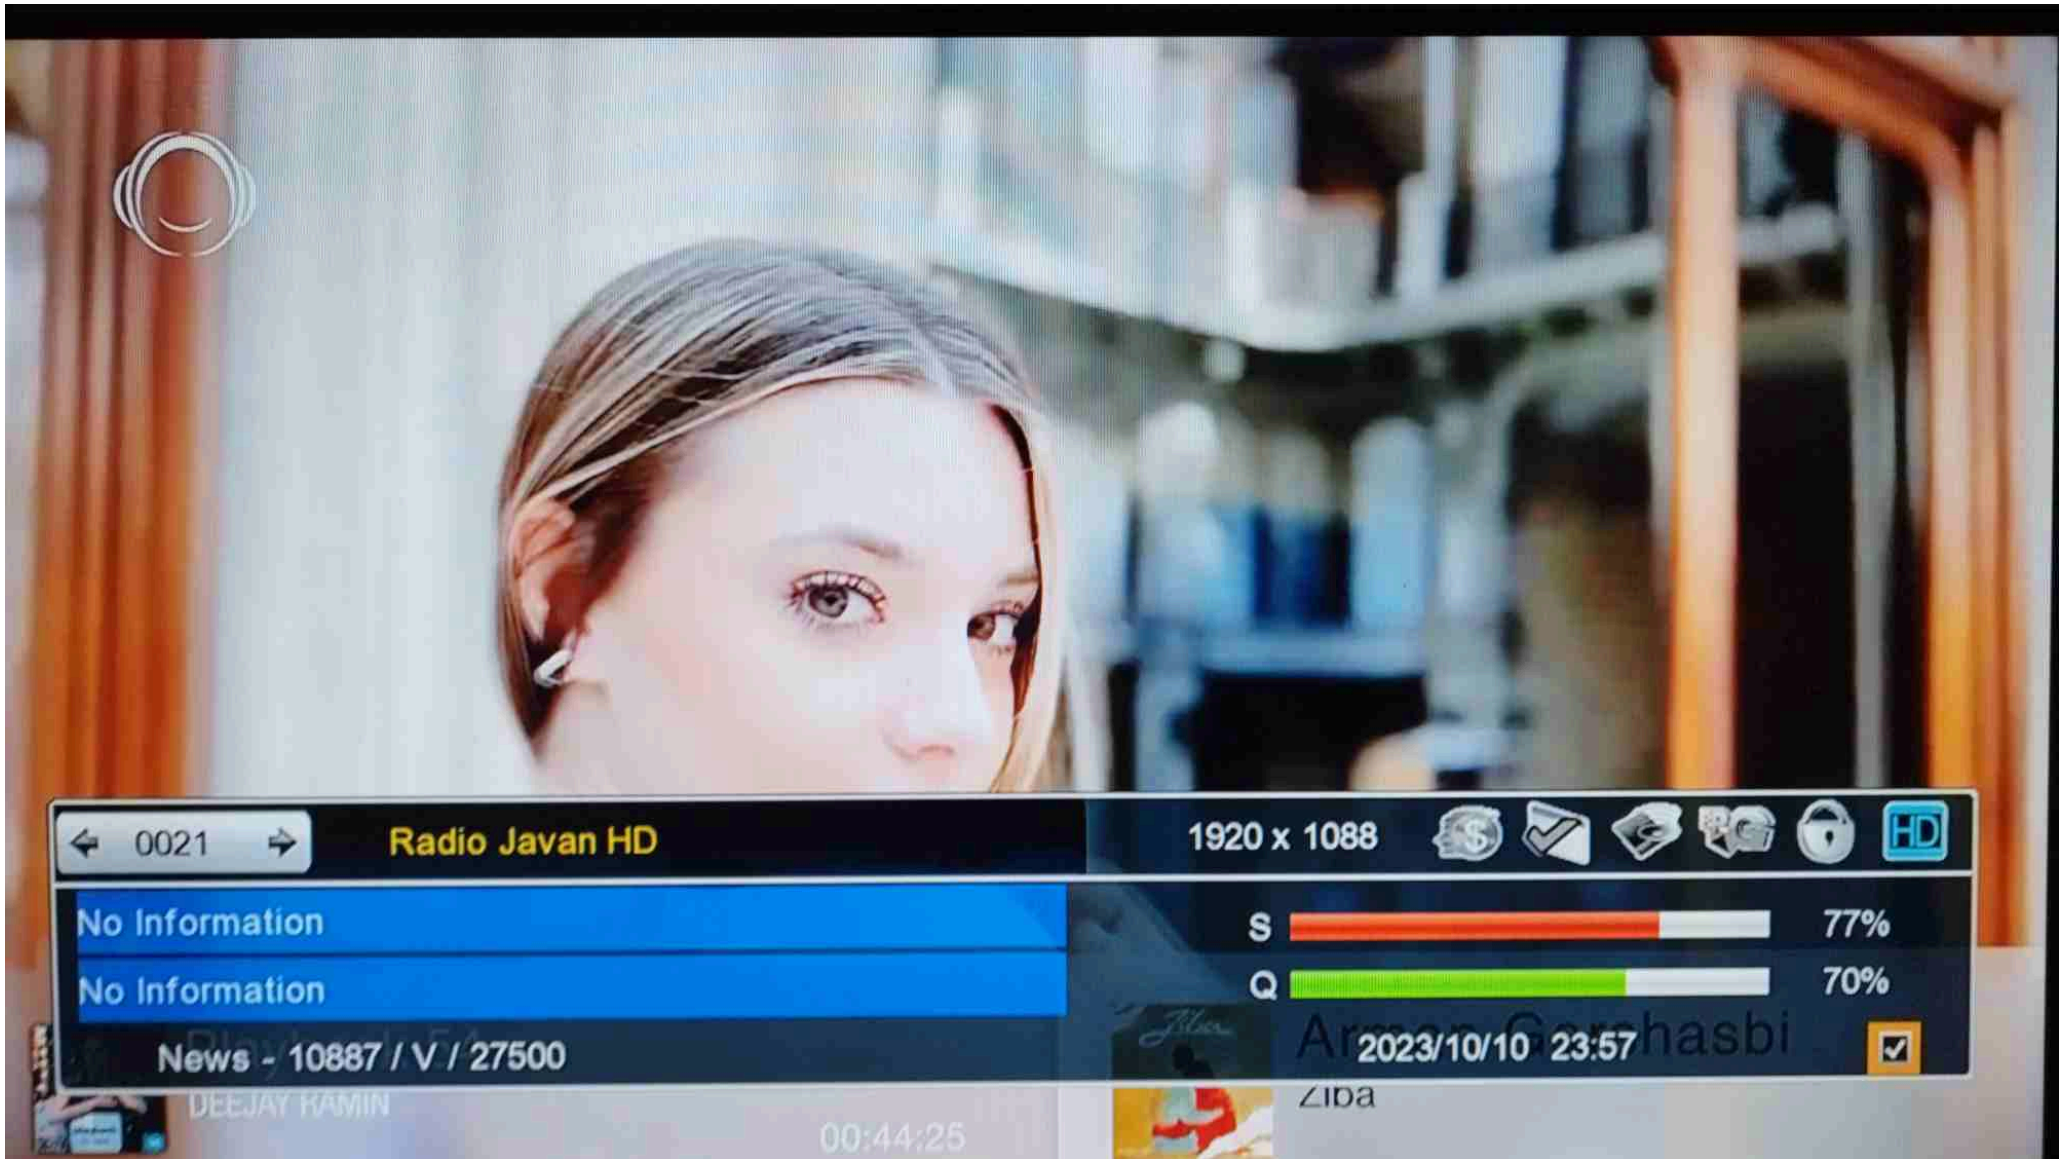 0021
Radio Javan HD
1920 x 1088
HD
No Information
S
77%
No Information
Q
70%
News - 10887 / V / 27500
2023/10/10 23:57
DEEJAY RAMIN
Ziba
00:44:25